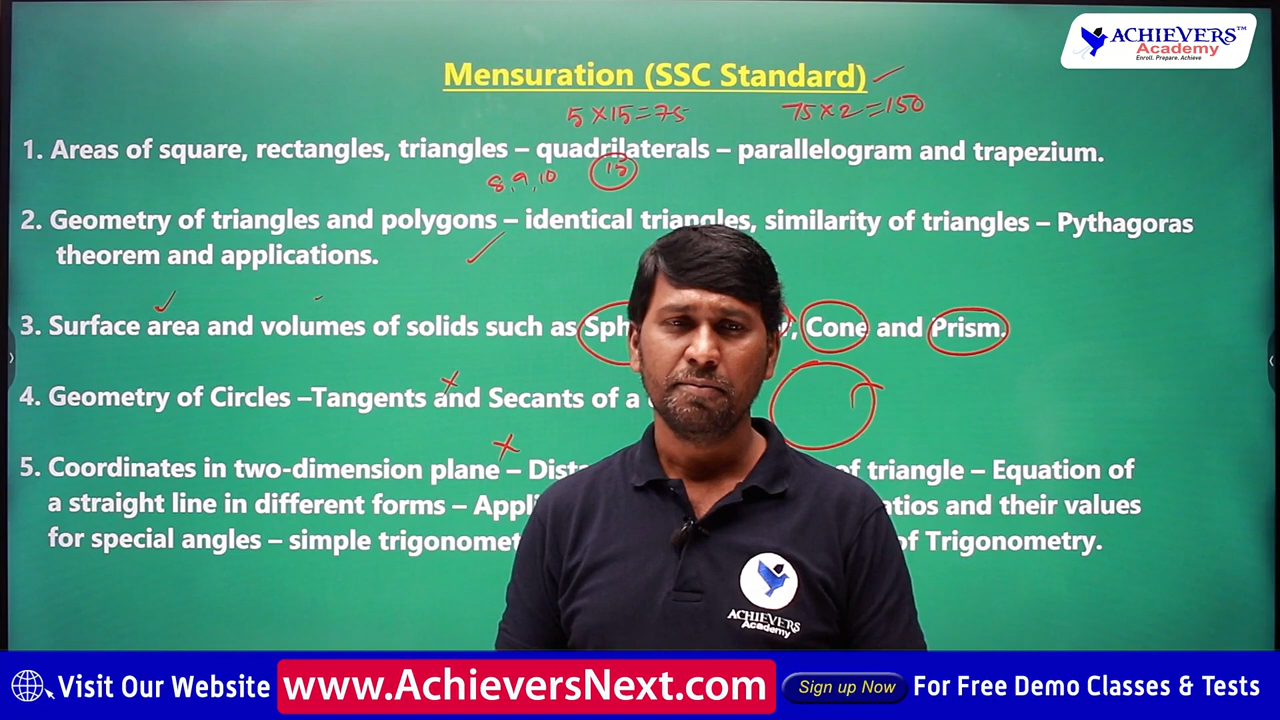 ACHIEVERS™
Academy
Enroll. Prepare. Achieve
Mensuration (SSC Standard)
5 × 15 = 75 75 × 2 = 150
1. Areas of square, rectangles, triangles – quadrilaterals – parallelogram and trapezium.
8, 9, 10 15
2. Geometry of triangles and polygons – identical triangles, similarity of triangles – Pythagoras
theorem and applications.
3. Surface area and volumes of solids such as Sph , Cone and Prism.
4. Geometry of Circles –Tangents and Secants of a
5. Coordinates in two-dimension plane – of triangle – Equation of
a straight line in different forms – and their values
for special angles – simple of Trigonometry.
ACHIEVERS
Academy
Visit Our Website www.AchieversNext.com Sign up Now For Free Demo Classes & Tests